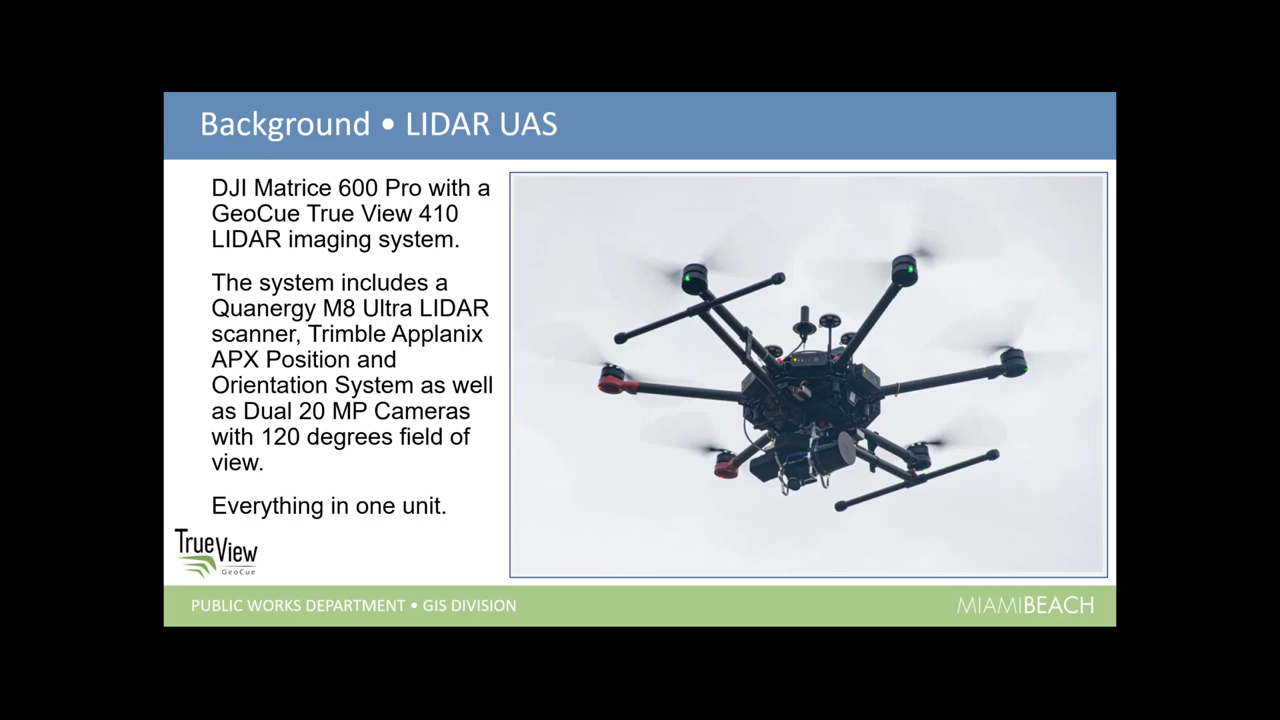 Background • LIDAR UAS
DJI Matrice 600 Pro with a
GeoCue True View 410
LIDAR imaging system.
The system includes a
Quanergy M8 Ultra LIDAR
scanner, Trimble Applanix
APX Position and
Orientation System as well
as Dual 20 MP Cameras
with 120 degrees field of
view.
Everything in one unit.
True View
GeoCue
PUBLIC WORKS DEPARTMENT • GIS DIVISION
MIAMIBEACH